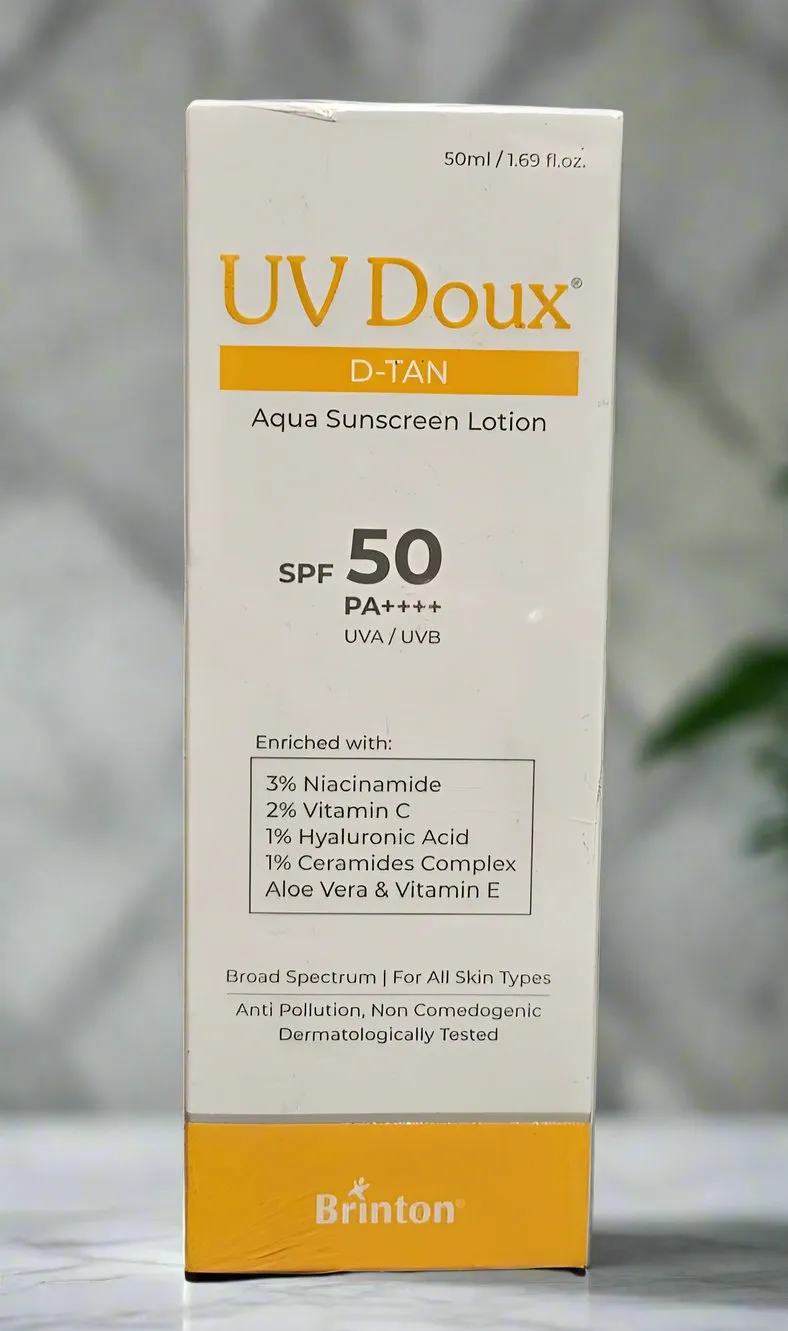 50ml / 1.69 fl.oz.
UV Doux®
D-TAN
Aqua Sunscreen Lotion
SPF 50
PA++++
UVA / UVB
Enriched with:
3% Niacinamide
2% Vitamin C
1% Hyaluronic Acid
1% Ceramides Complex
Aloe Vera & Vitamin E
Broad Spectrum | For All Skin Types
Anti Pollution, Non Comedogenic
Dermatologically Tested
Brinton®